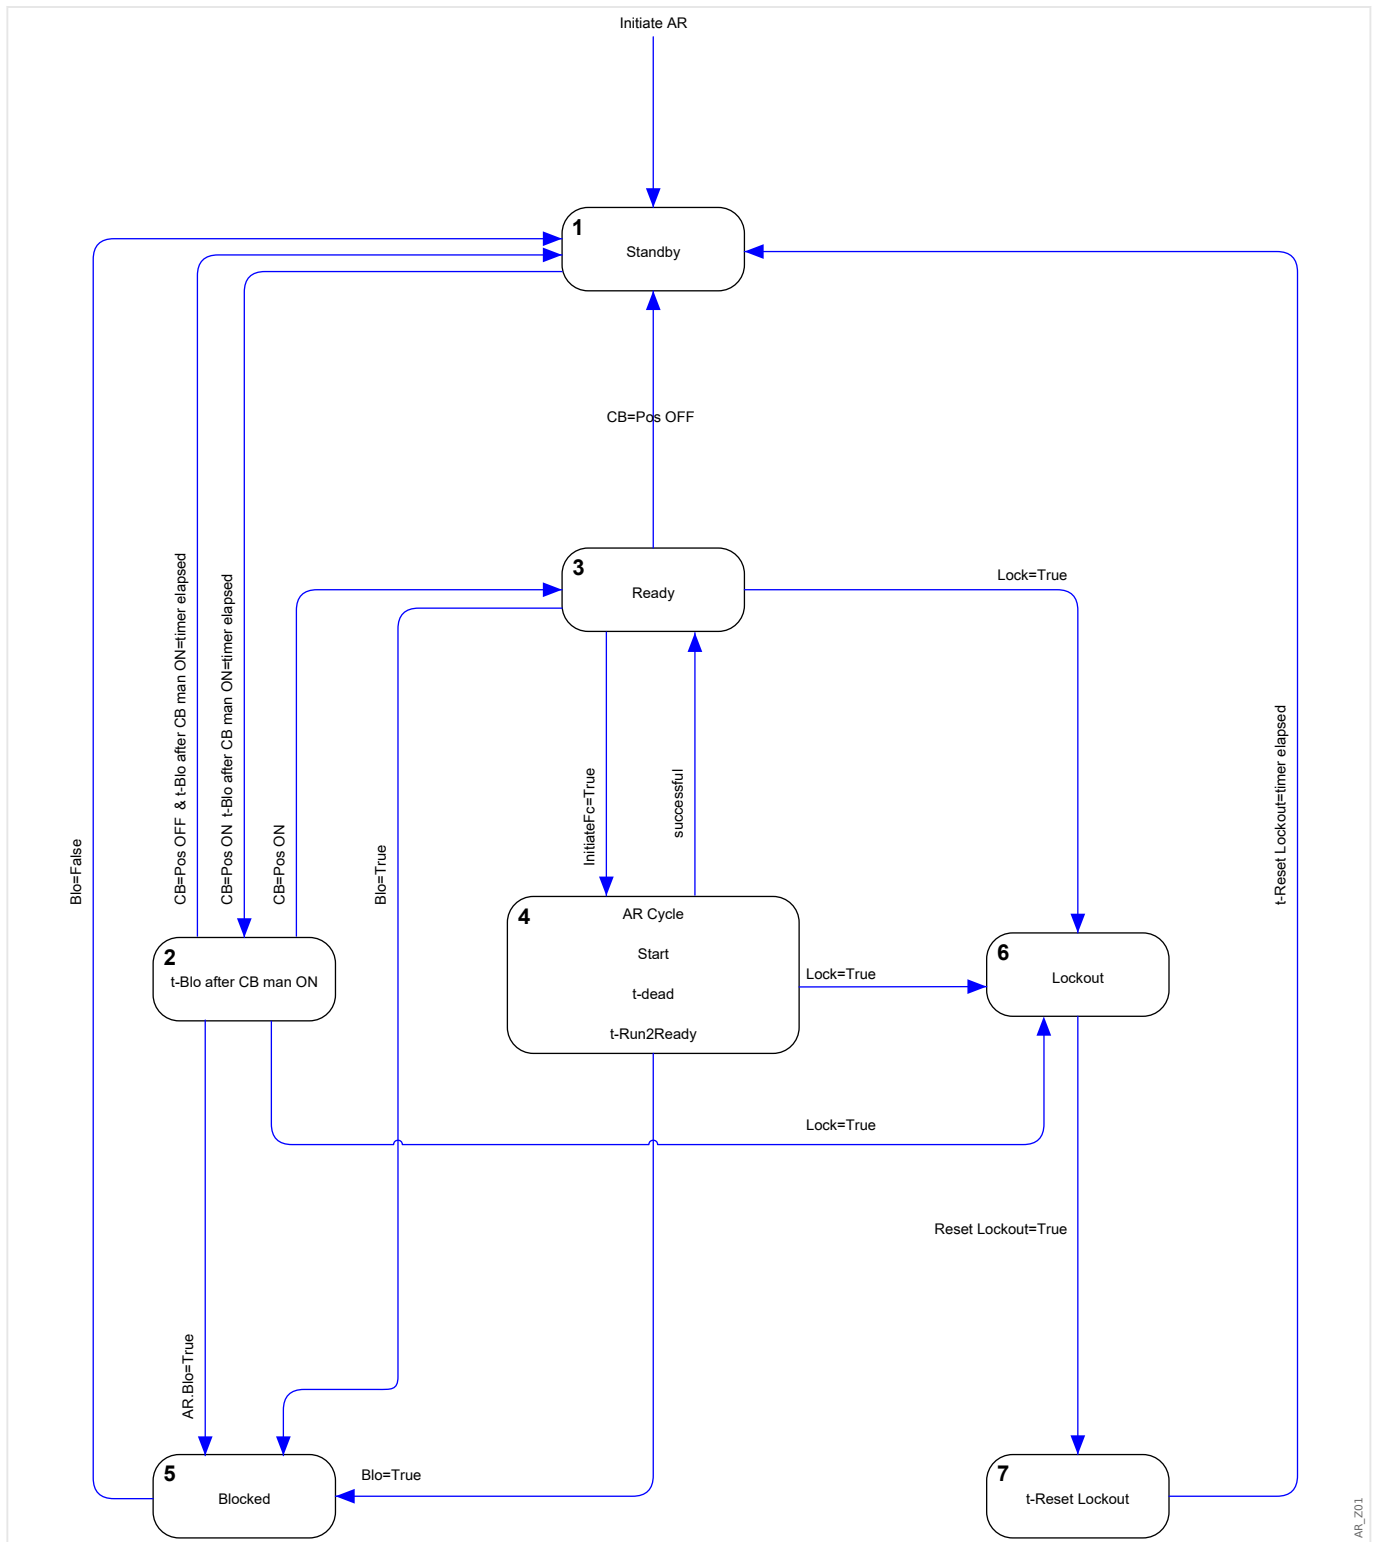 Initiate AR
1
Standby
CB=Pos OFF
3
Ready
Lock=True
CB=Pos OFF  & t-Blo after CB man ON=timer elapsed
CB=Pos ON  t-Blo after CB man ON=timer elapsed
CB=Pos ON
Blo=False
Blo=True
InitiateFc=True
successful
t-Reset Lockout=timer elapsed
2
t-Blo after CB man ON
4
AR Cycle
Start
t-dead
t-Run2Ready
Lock=True
6
Lockout
Lock=True
Reset Lockout=True
AR.Blo=True
5
Blocked
Blo=True
7
t-Reset Lockout
AR_Z01